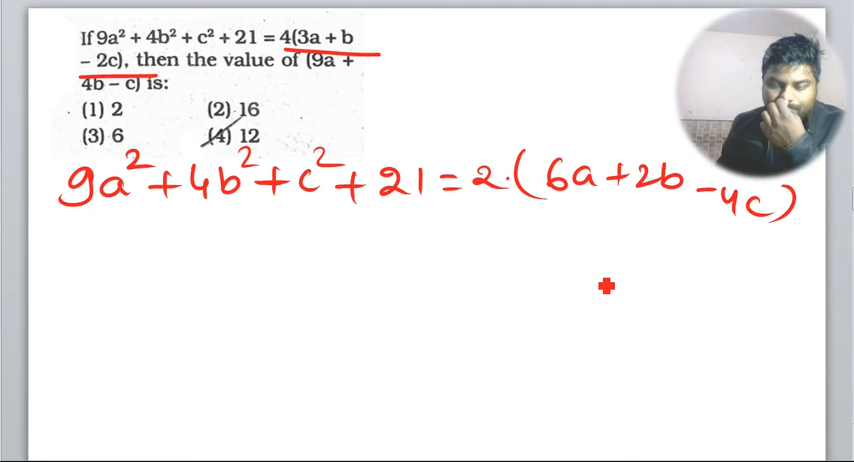 If 9a² + 4b² + c² + 21 = 4(3a + b
– 2c), then the value of (9a +
4b – c) is:
(1) 2 (2) 16
(3) 6 (4) 12
9a² + 4b² + c² + 21 = 2·(6a + 2b – 4c)